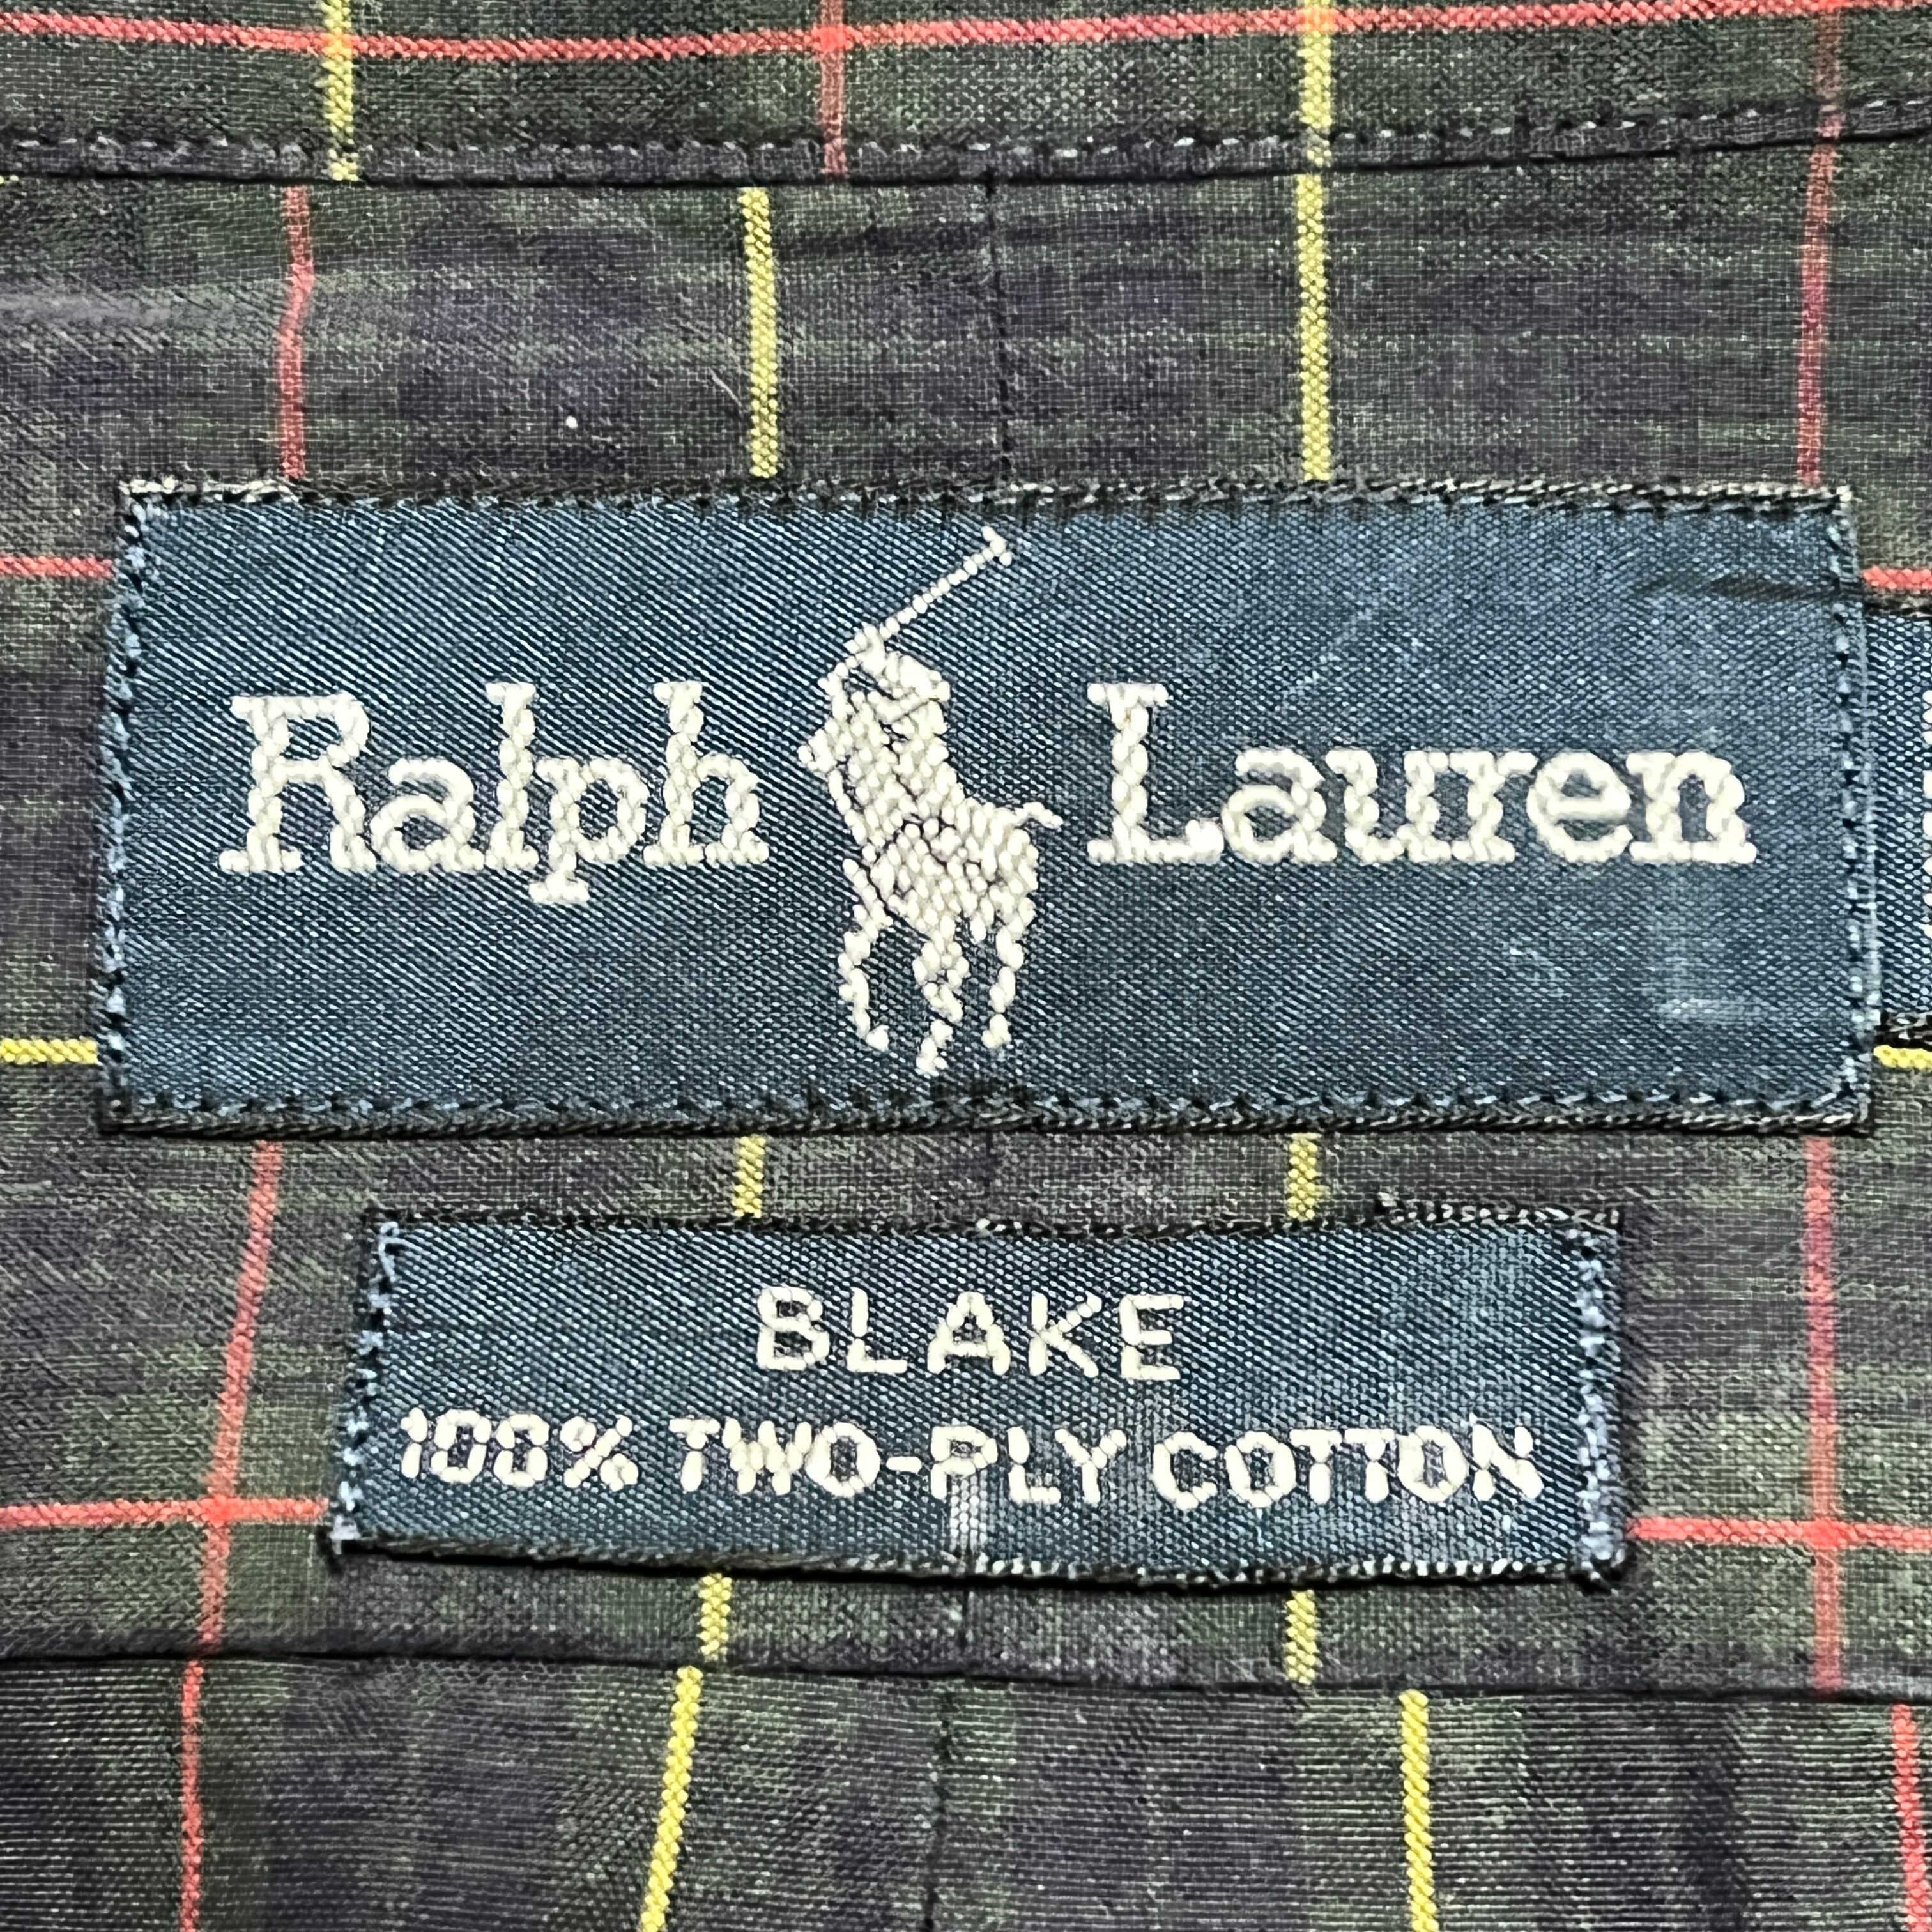 Ralph Lauren
BLAKE
100% TWO-PLY COTTON